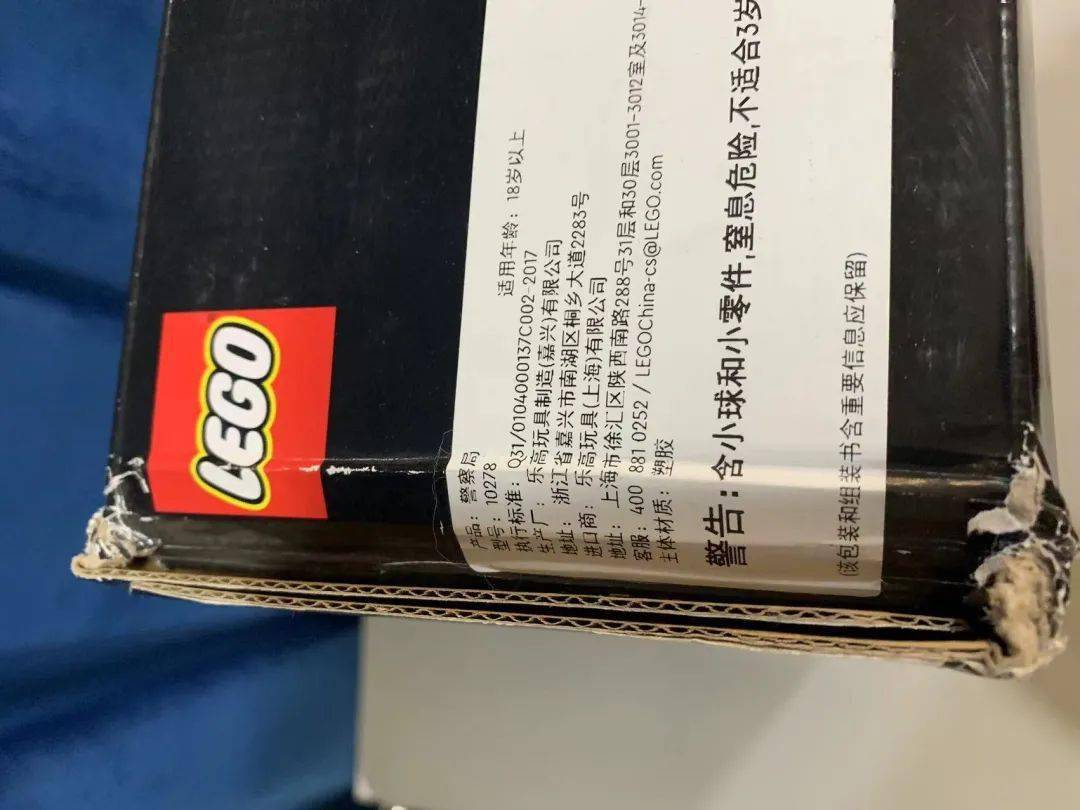 LEGO
适用年龄：18岁以上
产品：警察局
型号：10278
执行标准：Q31/0104000137C002-2017
生产厂：乐高玩具制造(嘉兴)有限公司
地址：浙江省嘉兴市南湖区桐乡大道2283号
进口商：乐高玩具(上海)有限公司
地址：上海市徐汇区陕西南路288号31层和30层3001-3012室及3014-
客服：400 881 0252 / LEGOChina-cs@LEGO.com
主体材质：塑胶
警告:含小球和小零件,窒息危险,不适合3岁
(该包装和组装书含重要信息应保留)